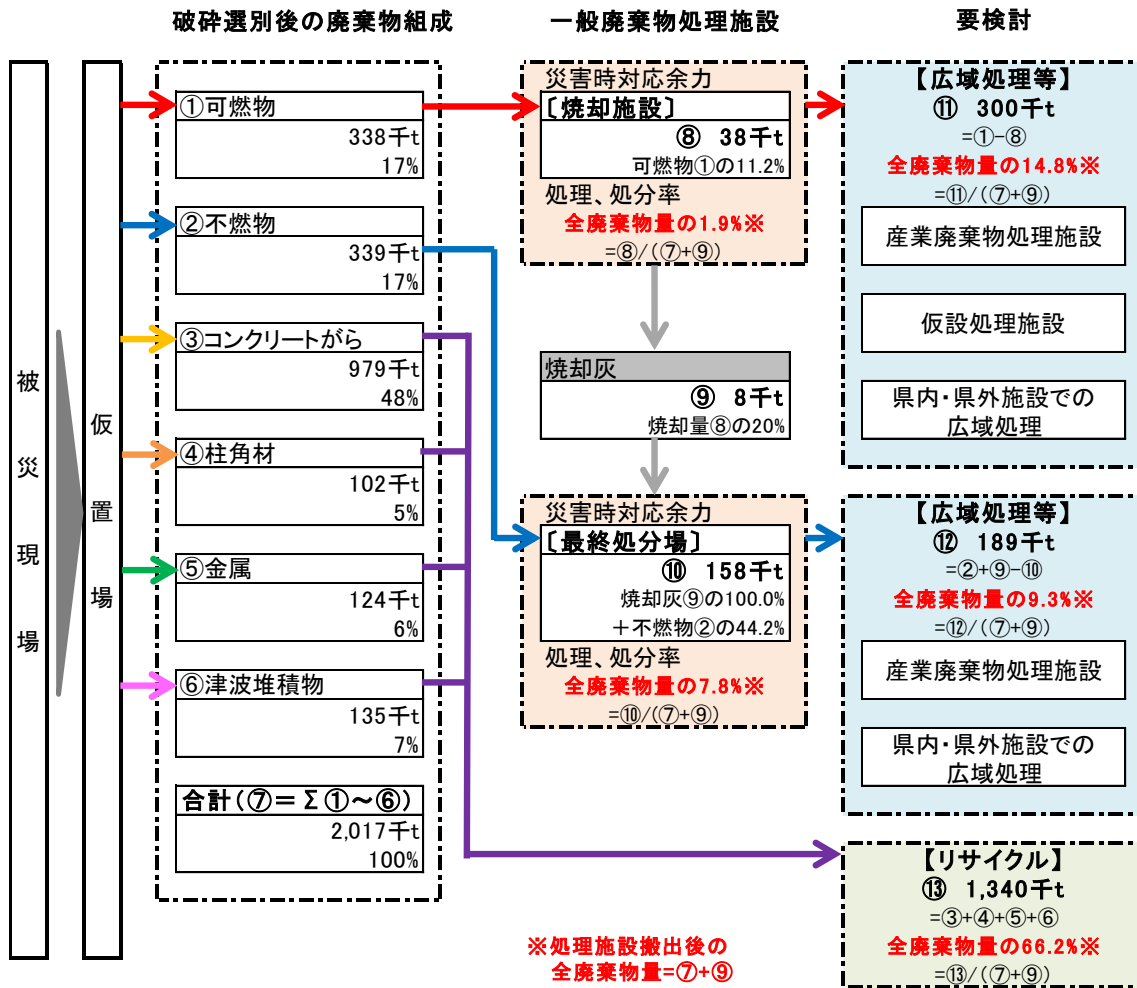 破砕選別後の廃棄物組成
一般廃棄物処理施設
要検討
被災現場
仮置場
①可燃物
338千t
17%
②不燃物
339千t
17%
③コンクリートがら
979千t
48%
④柱角材
102千t
5%
⑤金属
124千t
6%
⑥津波堆積物
135千t
7%
合計(⑦=Σ①~⑥)
2,017千t
100%
災害時対応余力
〔焼却施設〕
⑧ 38千t
可燃物①の11.2%
処理、処分率
全廃棄物量の1.9%※
=⑧/(⑦+⑨)
焼却灰
⑨ 8千t
焼却量⑧の20%
災害時対応余力
〔最終処分場〕
⑩ 158千t
焼却灰⑨の100.0%
+不燃物②の44.2%
処理、処分率
全廃棄物量の7.8%※
=⑩/(⑦+⑨)
※処理施設搬出後の
全廃棄物量=⑦+⑨
【広域処理等】
⑪ 300千t
=①-⑧
全廃棄物量の14.8%※
=⑪/(⑦+⑨)
産業廃棄物処理施設
仮設処理施設
県内・県外施設での
広域処理
【広域処理等】
⑫ 189千t
=②+⑨-⑩
全廃棄物量の9.3%※
=⑫/(⑦+⑨)
産業廃棄物処理施設
県内・県外施設での
広域処理
【リサイクル】
⑬ 1,340千t
=③+④+⑤+⑥
全廃棄物量の66.2%※
=⑬/(⑦+⑨)